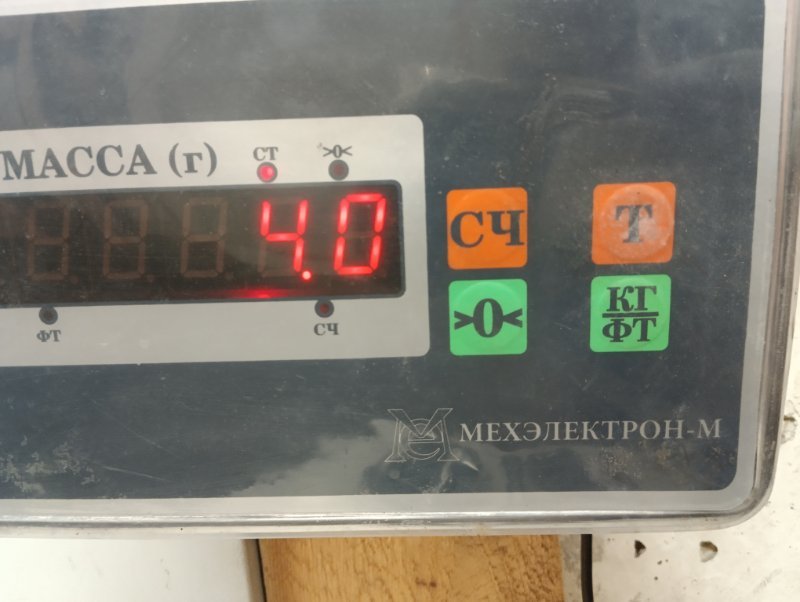 МАССА (г)
СТ
>0<
4.0
ФТ
СЧ
СЧ
Т
>0<
КГ
ФТ
МЕХЭЛЕКТРОН-М